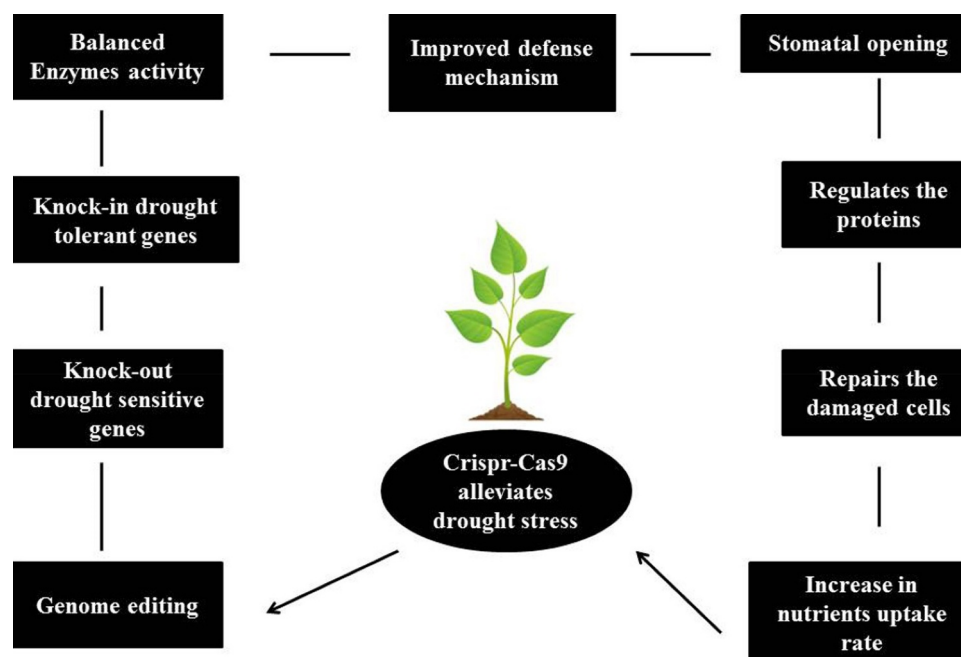 Balanced
Enzymes activity
Improved defense
mechanism
Stomatal opening
Knock-in drought
tolerant genes
Regulates the
proteins
Knock-out
drought sensitive
genes
Repairs the
damaged cells
Crispr-Cas9
alleviates
drought stress
Genome editing
Increase in
nutrients uptake
rate